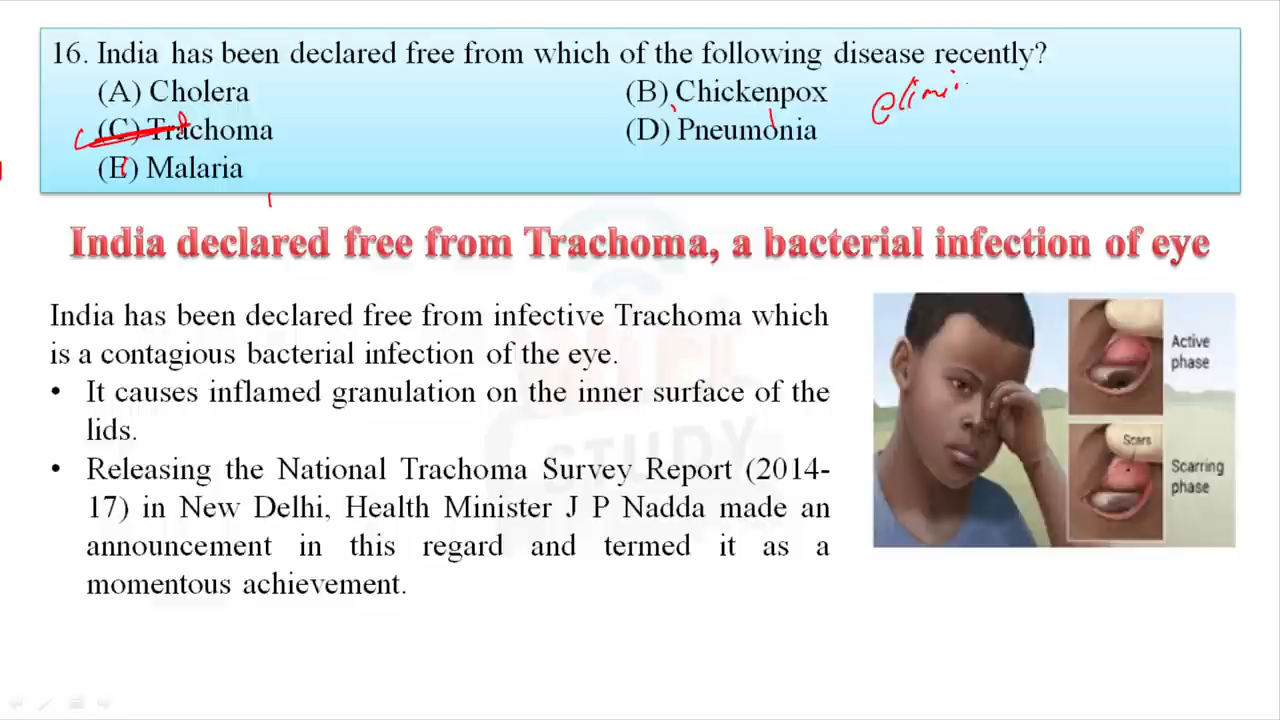 16. India has been declared free from which of the following disease recently?
(A) Cholera (B) Chickenpox
(C) Trachoma (D) Pneumonia
(E) Malaria
India declared free from Trachoma, a bacterial infection of eye
India has been declared free from infective Trachoma which
is a contagious bacterial infection of the eye.
• It causes inflamed granulation on the inner surface of the
lids.
• Releasing the National Trachoma Survey Report (2014-
17) in New Delhi, Health Minister J P Nadda made an
announcement in this regard and termed it as a
momentous achievement.
Active
phase
Scars
Scarring
phase
STUDY